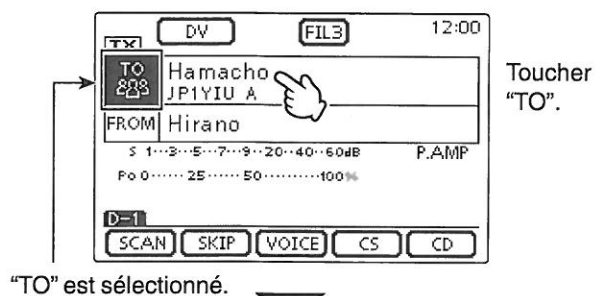 DV FIL3 12:00
TX
TO Hamacho
JP1YIU A
FROM Hirano
S 1···3···5···7···9··20··40··60dB P.AMP
Po 0······25······50··········100%
D-1
SCAN SKIP VOICE CS CD
Toucher
“TO”.
“TO” est sélectionné.